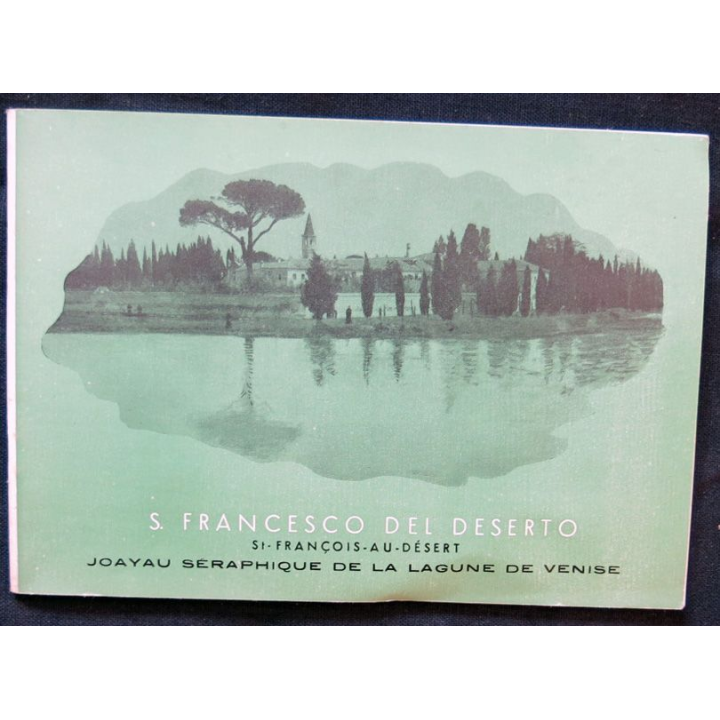 S. FRANCESCO DEL DESERTO
St-FRANÇOIS-AU-DÉSERT
JOAYAU SÉRAPHIQUE DE LA LAGUNE DE VENISE